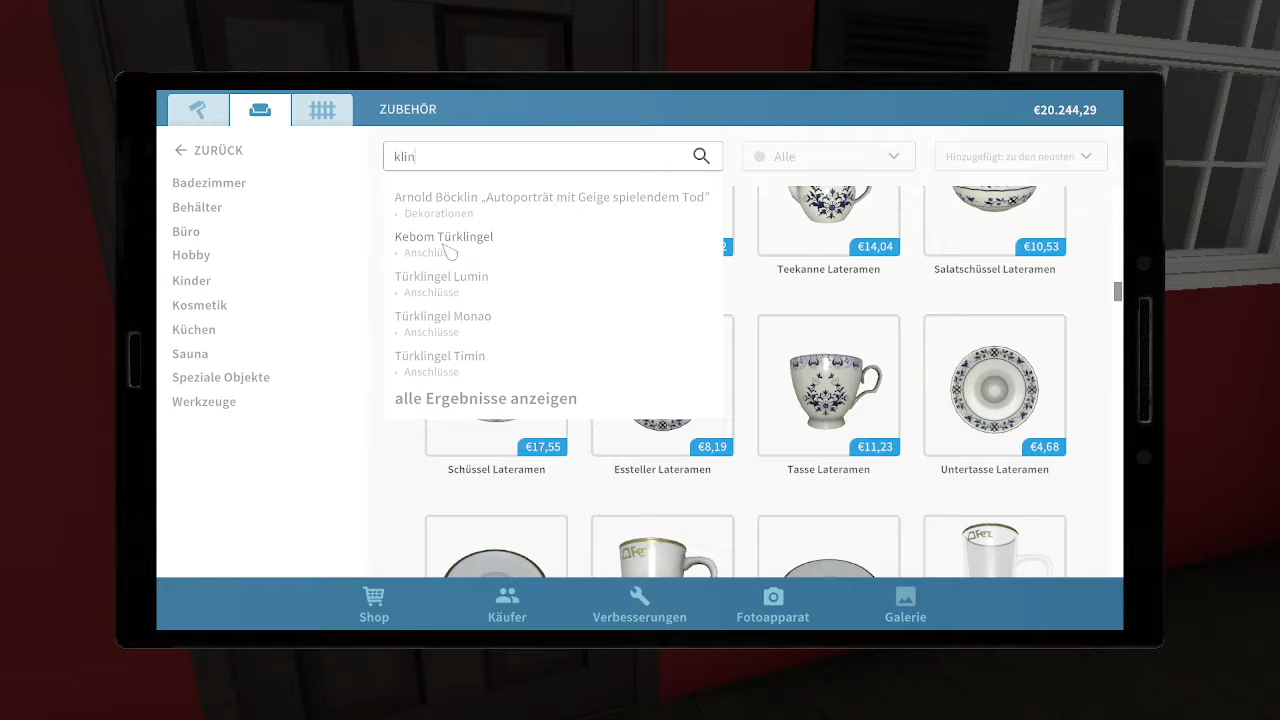 ZUBEHÖR
€20.244,29
ZURÜCK
Badezimmer
Behälter
Büro
Hobby
Kinder
Kosmetik
Küchen
Sauna
Speziale Objekte
Werkzeuge
klin
Alle
Hinzugefügt: zu den neusten
Arnold Böcklin „Autoporträt mit Geige spielendem Tod”
• Dekorationen
Kebom Türklingel
Türklingel Lumin
• Anschlüsse
Türklingel Monao
• Anschlüsse
Türklingel Timin
• Anschlüsse
alle Ergebnisse anzeigen
€14,04
€10,53
Teekanne Lateramen
Salatschüssel Lateramen
€17,55
€8,19
€11,23
€4,68
Schüssel Lateramen
Essteller Lateramen
Tasse Lateramen
Untertasse Lateramen
Fez
Fez
Shop
Käufer
Verbesserungen
Fotoapparat
Galerie